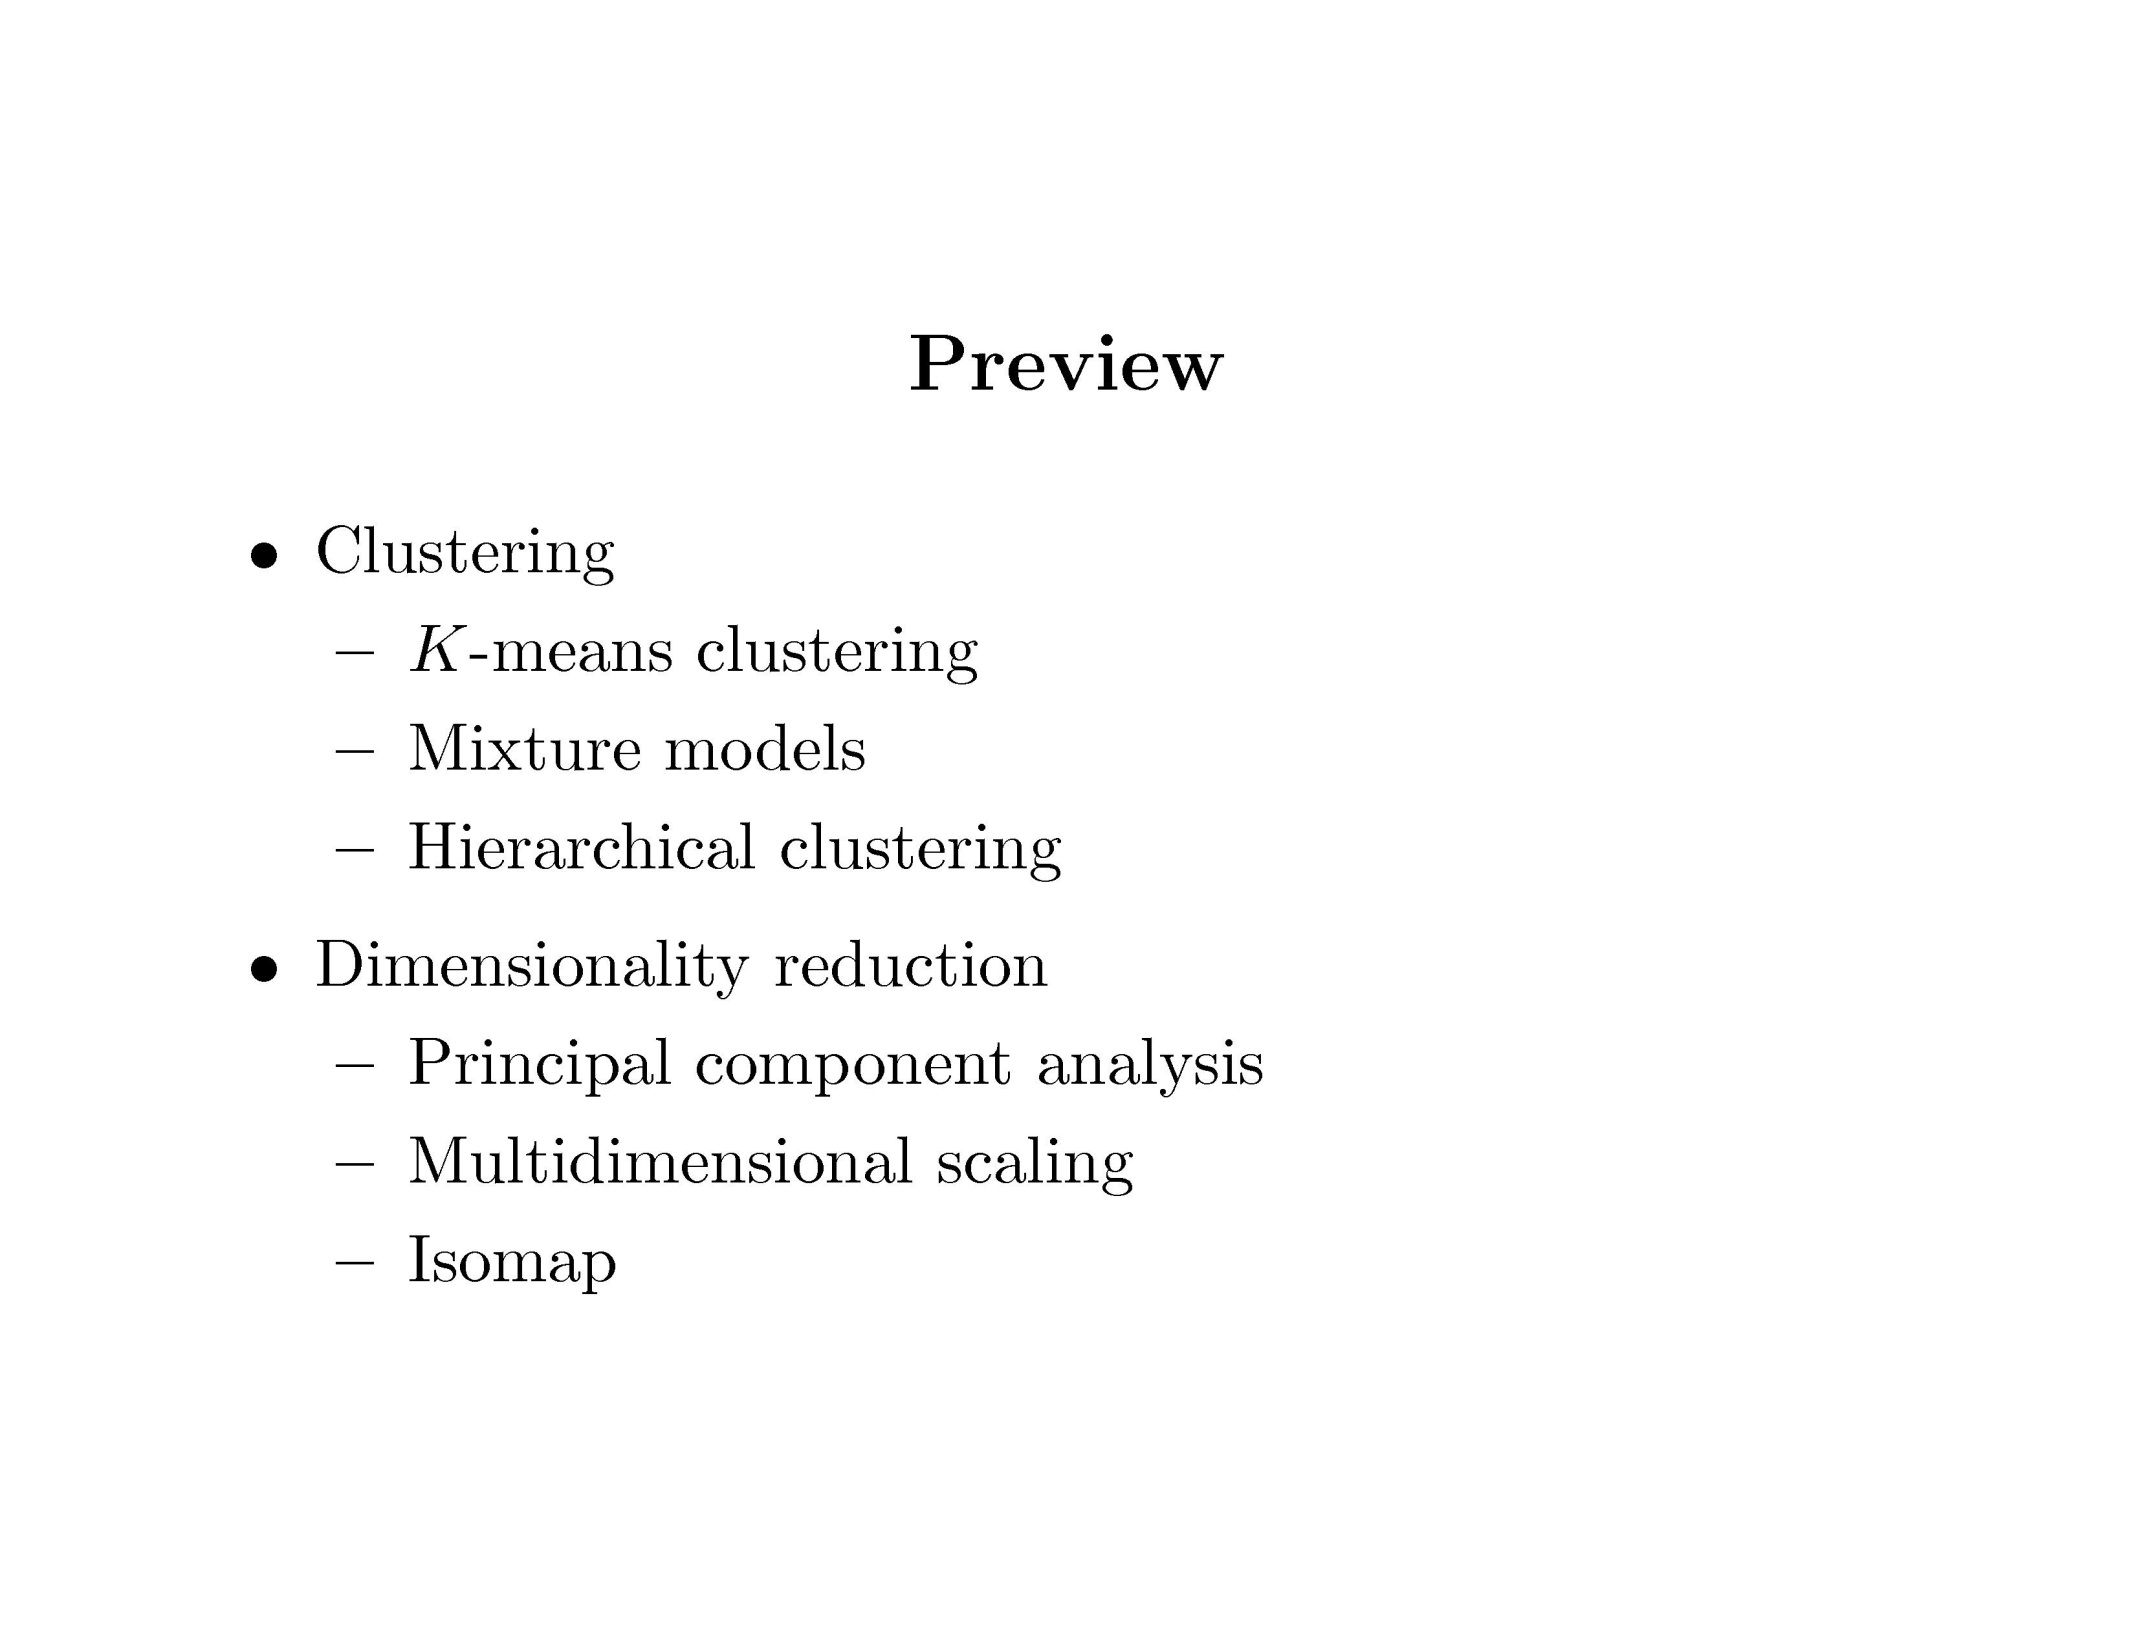 Preview
• Clustering
– K-means clustering
– Mixture models
– Hierarchical clustering
• Dimensionality reduction
– Principal component analysis
– Multidimensional scaling
– Isomap